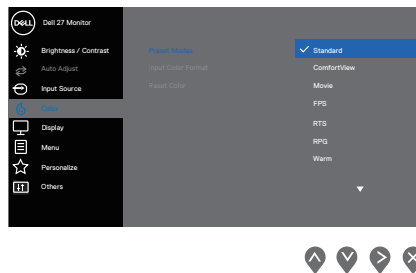 DELL
Dell 27 Monitor
Brightness / Contrast
Auto Adjust
Input Source
Color
Display
Menu
Personalize
Others
Preset Modes
Input Color Format
Reset Color
Standard
ComfortView
Movie
FPS
RTS
RPG
Warm